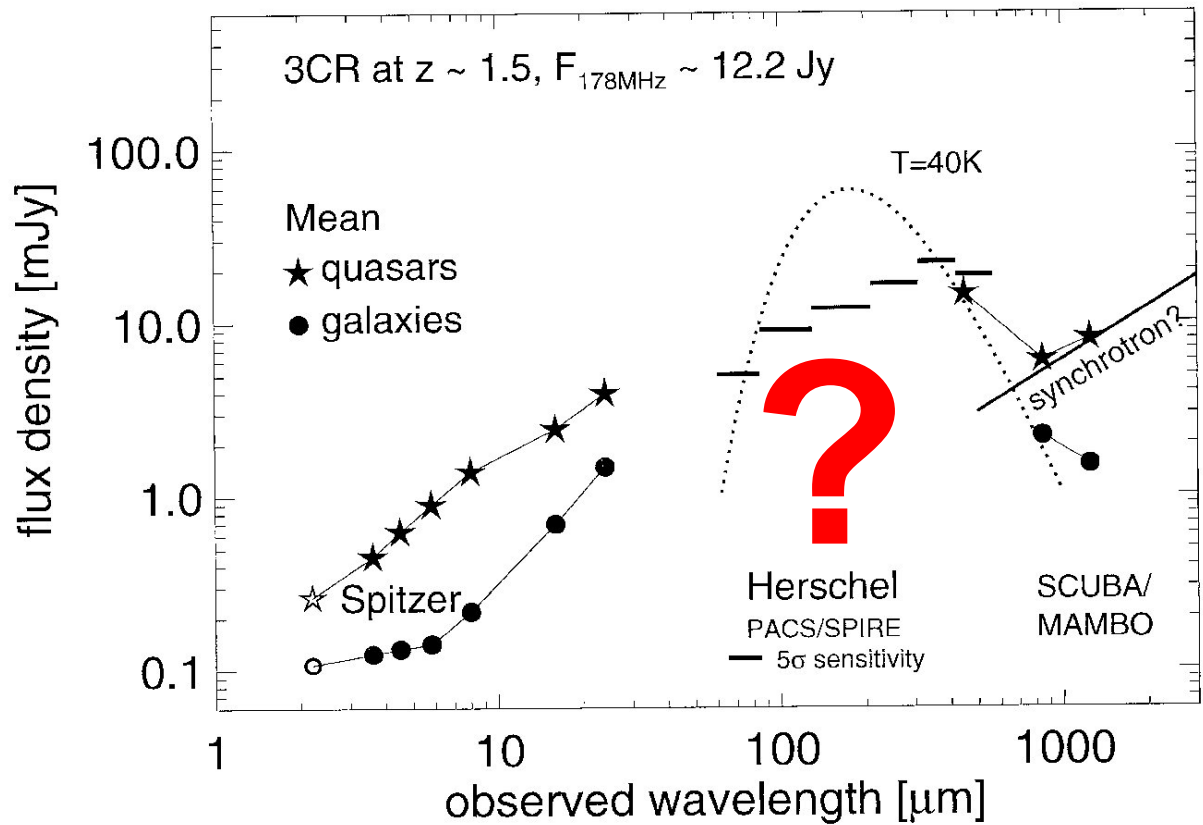 3CR at z ~ 1.5, F178MHz ~ 12.2 Jy
100.0
10.0
1.0
0.1
flux density [mJy]
Mean
★ quasars
● galaxies
T=40K
synchrotron?
?
Spitzer
Herschel
PACS/SPIRE
5σ sensitivity
SCUBA/
MAMBO
1
10
100
1000
observed wavelength [μm]